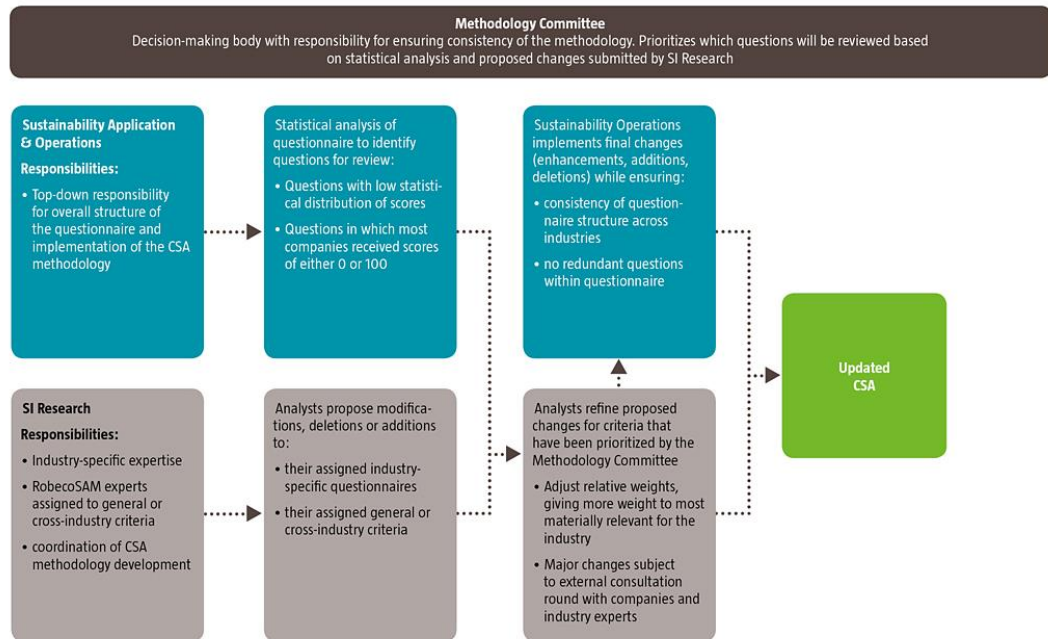 Methodology Committee
Decision-making body with responsibility for ensuring consistency of the methodology. Prioritizes which questions will be reviewed based
on statistical analysis and proposed changes submitted by SI Research
Sustainability Application
& Operations
Responsibilities:
• Top-down responsibility
for overall structure of
the questionnaire and
implementation of the CSA
methodology
Statistical analysis of
questionnaire to identify
questions for review:
• Questions with low statisti-
cal distribution of scores
• Questions in which most
companies received scores
of either 0 or 100
Sustainability Operations
implements final changes
(enhancements, additions,
deletions) while ensuring:
• consistency of question-
naire structure across
industries
• no redundant questions
within questionnaire
Updated
CSA
SI Research
Responsibilities:
• Industry-specific expertise
• RobecoSAM experts
assigned to general or
cross-industry criteria
• coordination of CSA
methodology development
Analysts propose modifica-
tions, deletions or additions
to:
• their assigned industry-
specific questionnaires
• their assigned general or
cross-industry criteria
Analysts refine proposed
changes for criteria that
have been prioritized by the
Methodology Committee
• Adjust relative weights,
giving more weight to most
materially relevant for the
industry
• Major changes subject
to external consultation
round with companies and
industry experts